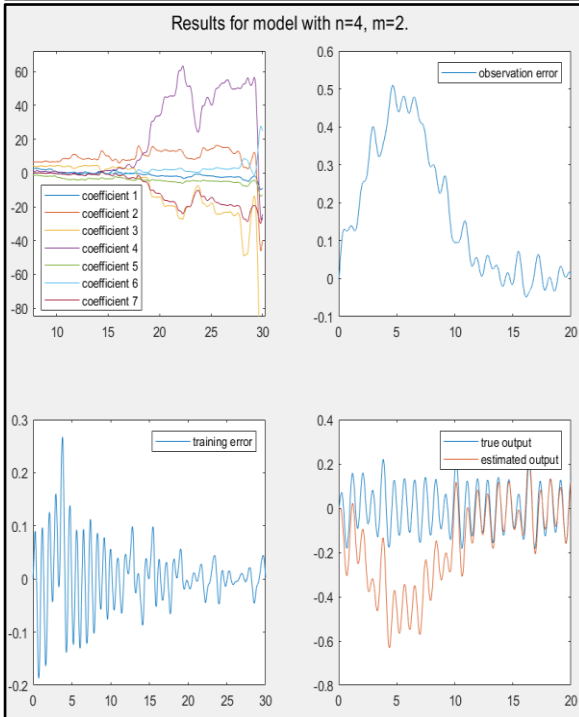 Results for model with n=4, m=2.
60
40
20
0
-20
-40
-60
-80
coefficient 1
coefficient 2
coefficient 3
coefficient 4
coefficient 5
coefficient 6
coefficient 7
10 15 20 25 30
0.6
0.5
0.4
0.3
0.2
0.1
0
-0.1
observation error
0 5 10 15 20
0.3
0.2
0.1
0
-0.1
-0.2
training error
0 5 10 15 20 25 30
0.4
0.2
0
-0.2
-0.4
-0.6
-0.8
true output
estimated output
0 5 10 15 20